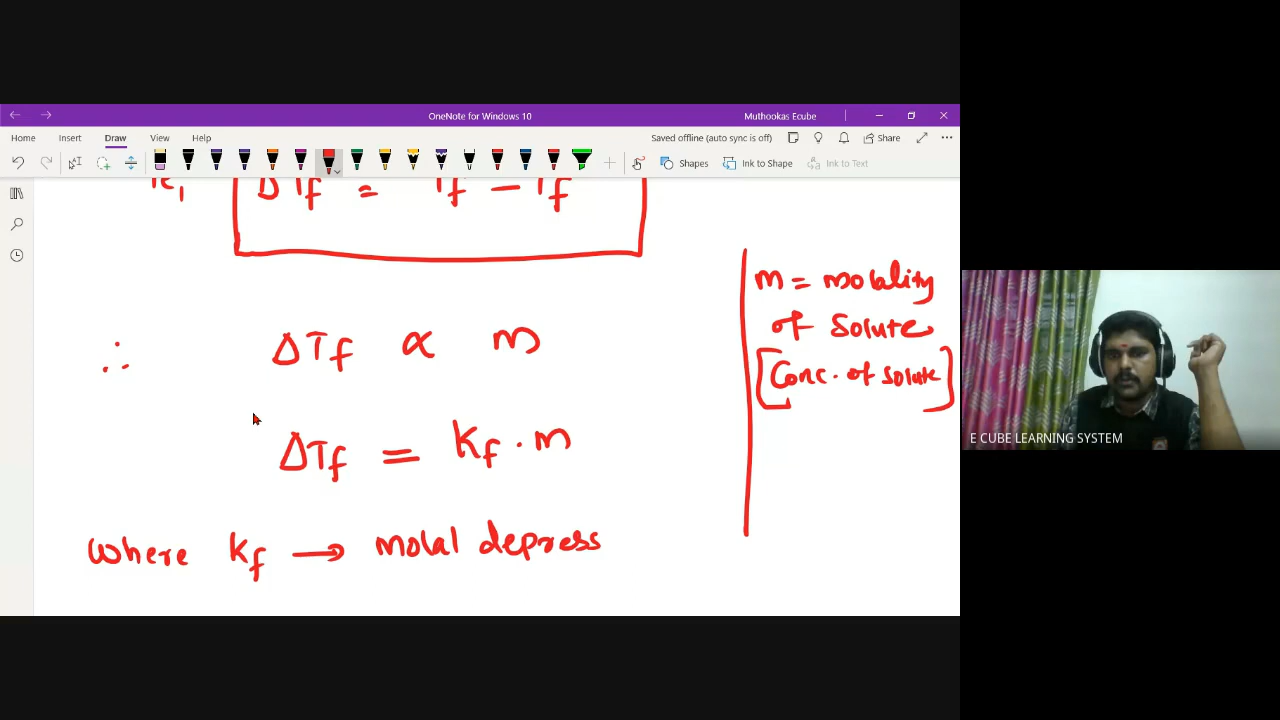 OneNote for Windows 10
Muthookas Ecube
Home Insert Draw View Help
Saved offline (auto sync is off)
Share
Shapes
Ink to Shape
Ink to Text
ΔTf = Tf − Tf
m = molality
of solute
[Conc. of solute]
∴ ΔTf ∝ m
ΔTf = Kf · m
where kf → molal depress
E CUBE LEARNING SYSTEM